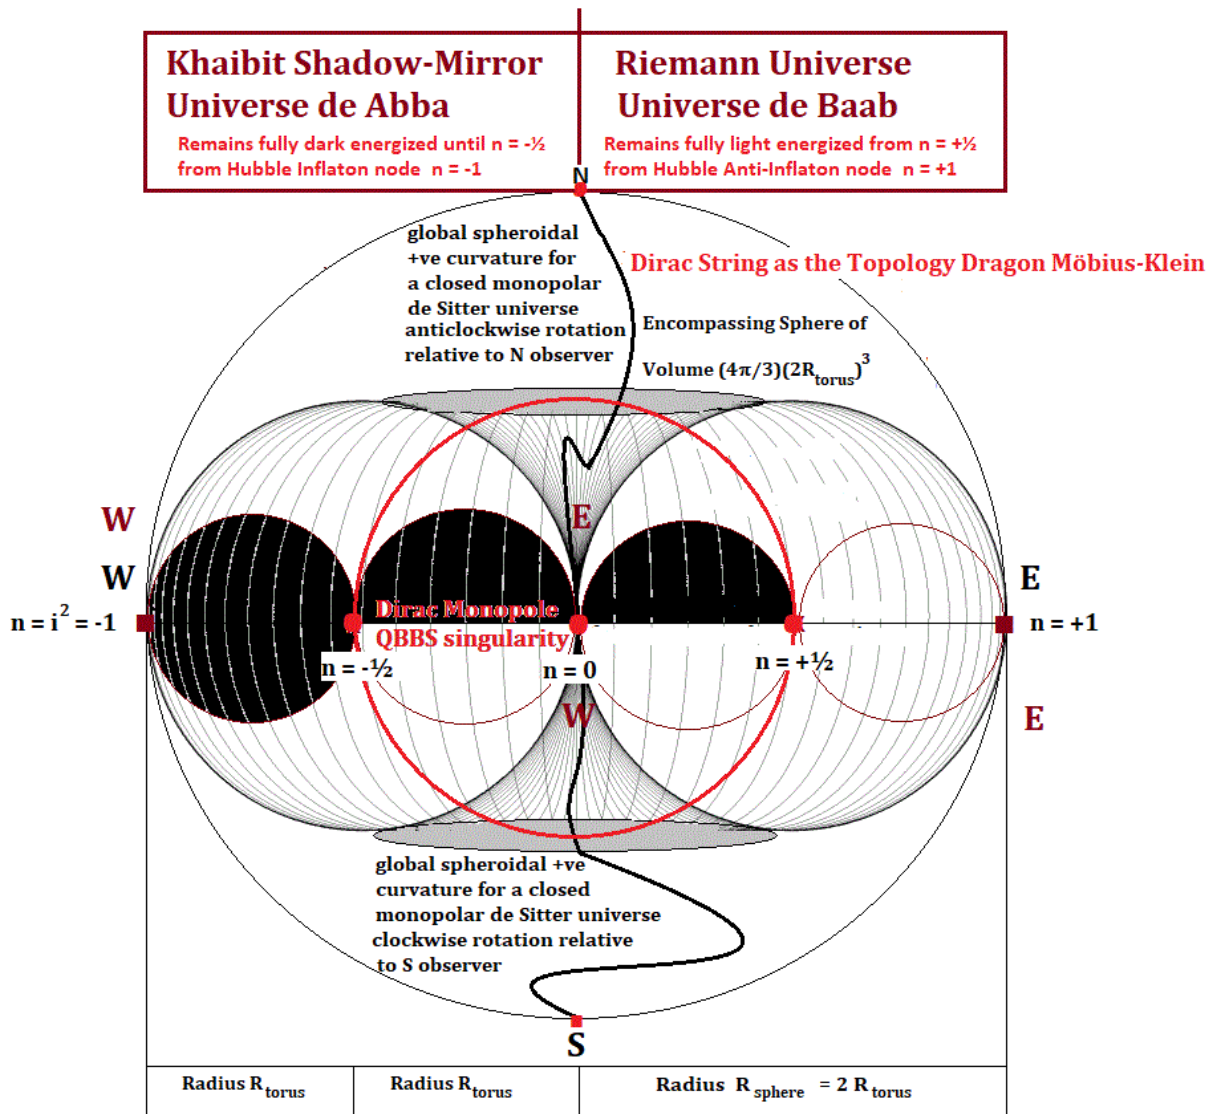 Khaibit Shadow-Mirror
Universe de Abba
Remains fully dark energized until n = -½
from Hubble Inflaton node n = -1
Riemann Universe
Universe de Baab
Remains fully light energized from n = +½
from Hubble Anti-Inflaton node n = +1
N
global spheroidal
+ve curvature for
a closed monopolar
de Sitter universe
anticlockwise rotation
relative to N observer
Dirac String as the Topology Dragon Möbius-Klein
Encompassing Sphere of
Volume (4π/3)(2R_torus)³
W
E
W
E
n = i² = -1
n = +1
Dirac Monopole
QBBS singularity
n = -½
n = 0
n = +½
W
E
global spheroidal +ve
curvature for a closed
monopolar de Sitter universe
clockwise rotation relative
to S observer
S
Radius R_torus
Radius R_torus
Radius R_sphere = 2 R_torus